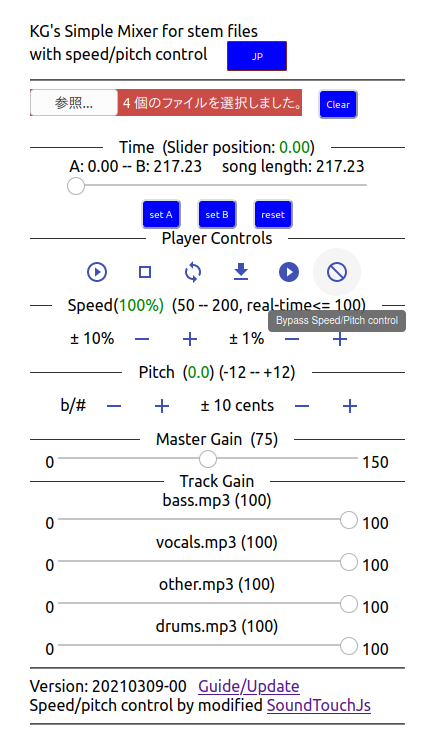 KG's Simple Mixer for stem files
with speed/pitch control JP
参照... 4 個のファイルを選択しました。 Clear
Time (Slider position: 0.00)
A: 0.00 -- B: 217.23 song length: 217.23
set A set B reset
Player Controls
Speed(100%) (50 -- 200, real-time<= 100)
Bypass Speed/Pitch control
± 10% − + ± 1% − +
Pitch (0.0) (-12 -- +12)
b/# − + ± 10 cents − +
Master Gain (75)
0 150
Track Gain
bass.mp3 (100)
0 100
vocals.mp3 (100)
0 100
other.mp3 (100)
0 100
drums.mp3 (100)
0 100
Version: 20210309-00 Guide/Update
Speed/pitch control by modified SoundTouchJs